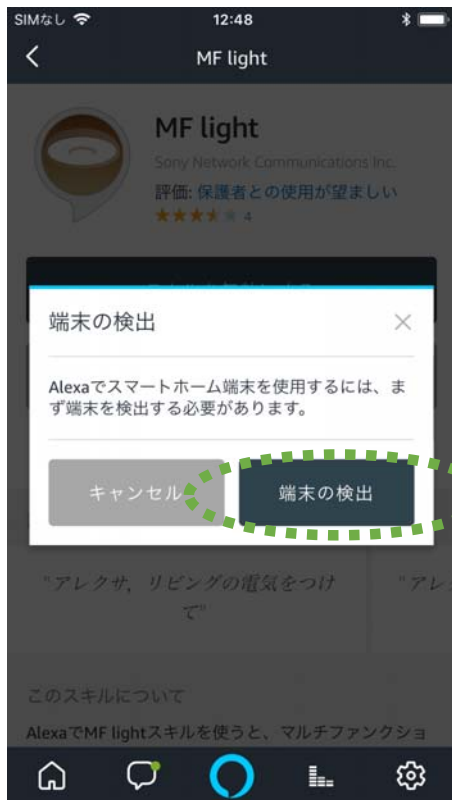 SIMなし
12:48
MF light
MF light
Sony Network Communications Inc.
評価: 保護者との使用が望ましい
4
端末の検出
Alexaでスマートホーム端末を使用するには、ま
ず端末を検出する必要があります。
キャンセル
端末の検出
"アレクサ，リビングの電気をつけ
て"
"アレ
このスキルについて
AlexaでMF lightスキルを使うと、マルチファンクショ